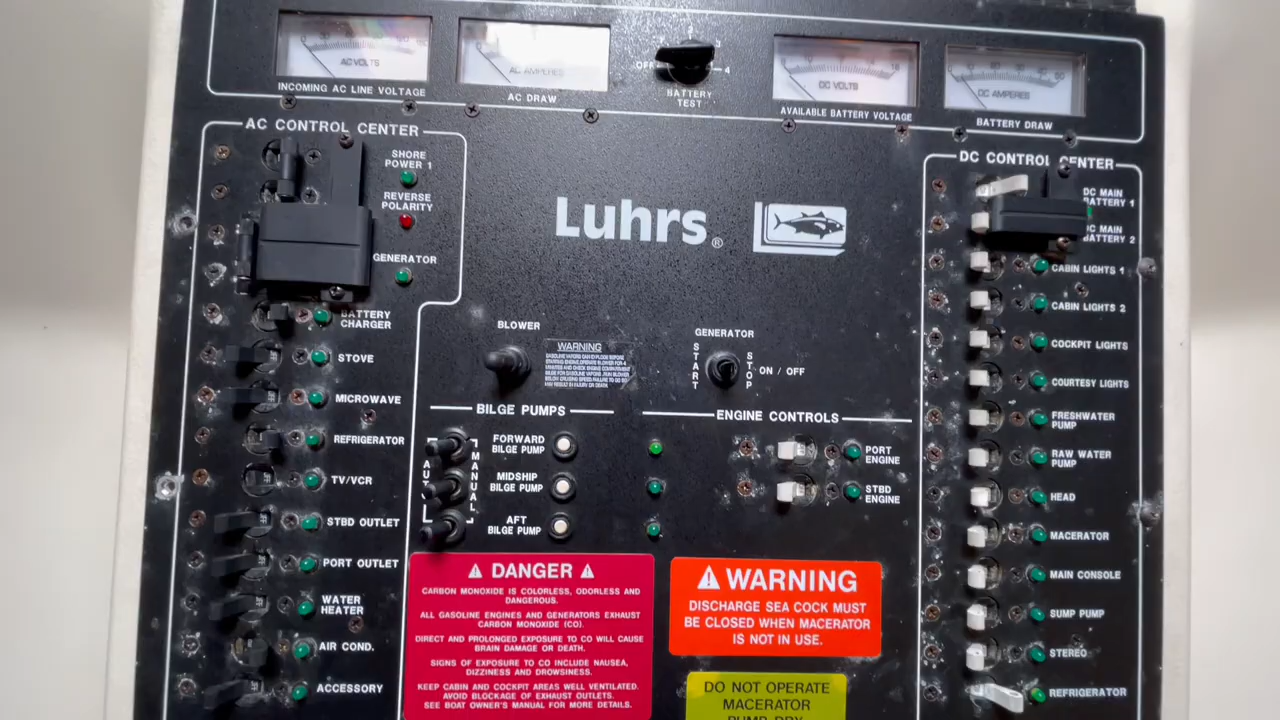 AC VOLTS
INCOMING AC LINE VOLTAGE
AC AMPERES
AC DRAW
OFF
4
BATTERY
TEST
DC VOLTS
AVAILABLE BATTERY VOLTAGE
DC AMPERES
BATTERY DRAW
AC CONTROL CENTER
SHORE
POWER 1
REVERSE
POLARITY
GENERATOR
BATTERY
CHARGER
STOVE
MICROWAVE
REFRIGERATOR
TV/VCR
STBD OUTLET
PORT OUTLET
WATER
HEATER
AIR COND.
ACCESSORY
Luhrs®
BLOWER
WARNING
GENERATOR
START
STOP
ON / OFF
BILGE PUMPS
AUTO
MANUAL
FORWARD
BILGE PUMP
MIDSHIP
BILGE PUMP
AFT
BILGE PUMP
ENGINE CONTROLS
PORT
ENGINE
STBD
ENGINE
DANGER
CARBON MONOXIDE IS COLORLESS, ODORLESS AND
DANGEROUS.
ALL GASOLINE ENGINES AND GENERATORS EXHAUST
CARBON MONOXIDE (CO).
DIRECT AND PROLONGED EXPOSURE TO CO WILL CAUSE
BRAIN DAMAGE OR DEATH.
SIGNS OF EXPOSURE TO CO INCLUDE NAUSEA,
DIZZINESS AND DROWSINESS.
KEEP CABIN AND COCKPIT AREAS WELL VENTILATED.
AVOID BLOCKAGE OF EXHAUST OUTLETS.
SEE BOAT OWNER'S MANUAL FOR MORE DETAILS.
WARNING
DISCHARGE SEA COCK MUST
BE CLOSED WHEN MACERATOR
IS NOT IN USE.
DO NOT OPERATE
MACERATOR
PUMP DRY
DC CONTROL CENTER
DC MAIN
BATTERY 1
DC MAIN
BATTERY 2
CABIN LIGHTS 1
CABIN LIGHTS 2
COCKPIT LIGHTS
COURTESY LIGHTS
FRESHWATER
PUMP
RAW WATER
PUMP
HEAD
MACERATOR
MAIN CONSOLE
SUMP PUMP
STEREO
REFRIGERATOR